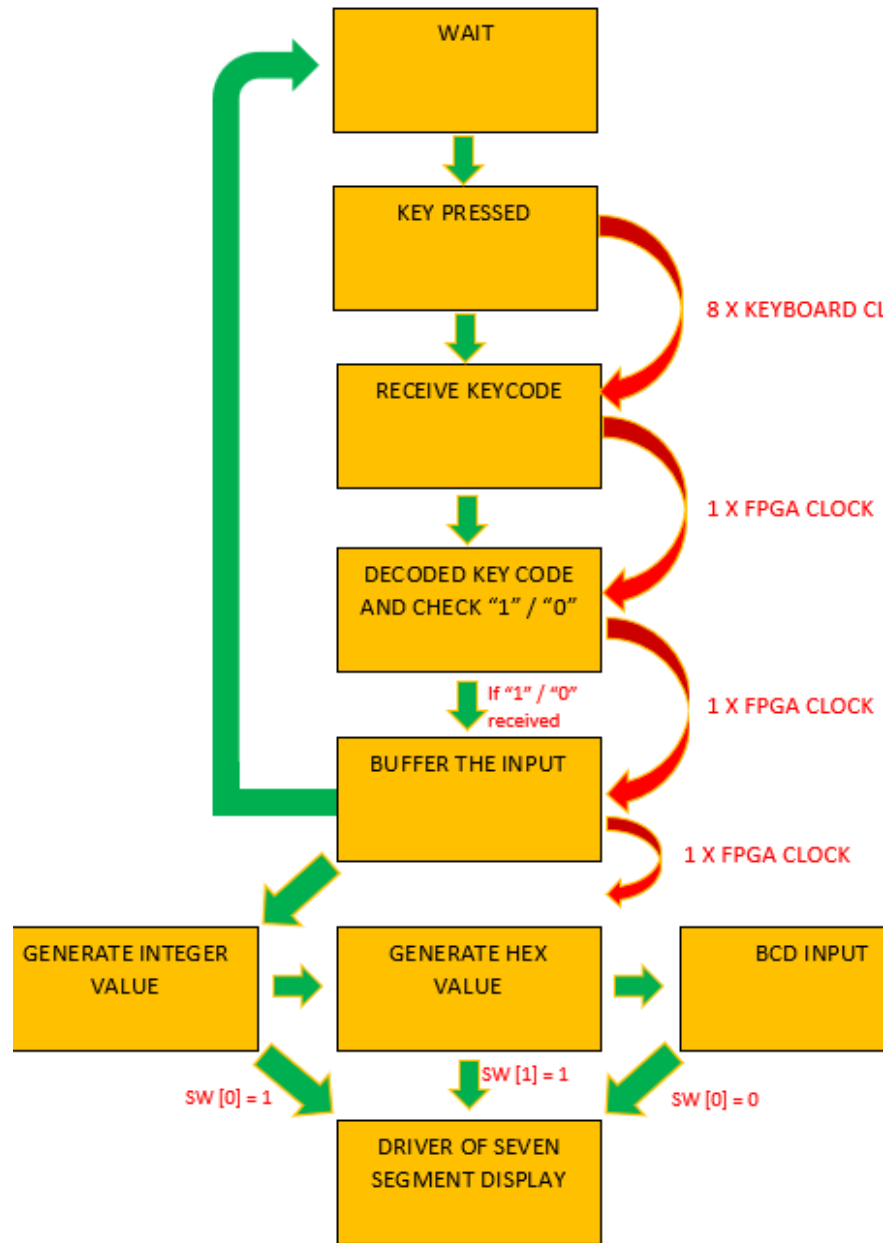 WAIT
KEY PRESSED
8 X KEYBOARD CL
RECEIVE KEYCODE
1 X FPGA CLOCK
DECODED KEY CODE
AND CHECK “1” / “0”
If “1” / “0”
received
1 X FPGA CLOCK
BUFFER THE INPUT
1 X FPGA CLOCK
GENERATE INTEGER
VALUE
GENERATE HEX
VALUE
BCD INPUT
SW [0] = 1
SW [1] = 1
SW [0] = 0
DRIVER OF SEVEN
SEGMENT DISPLAY